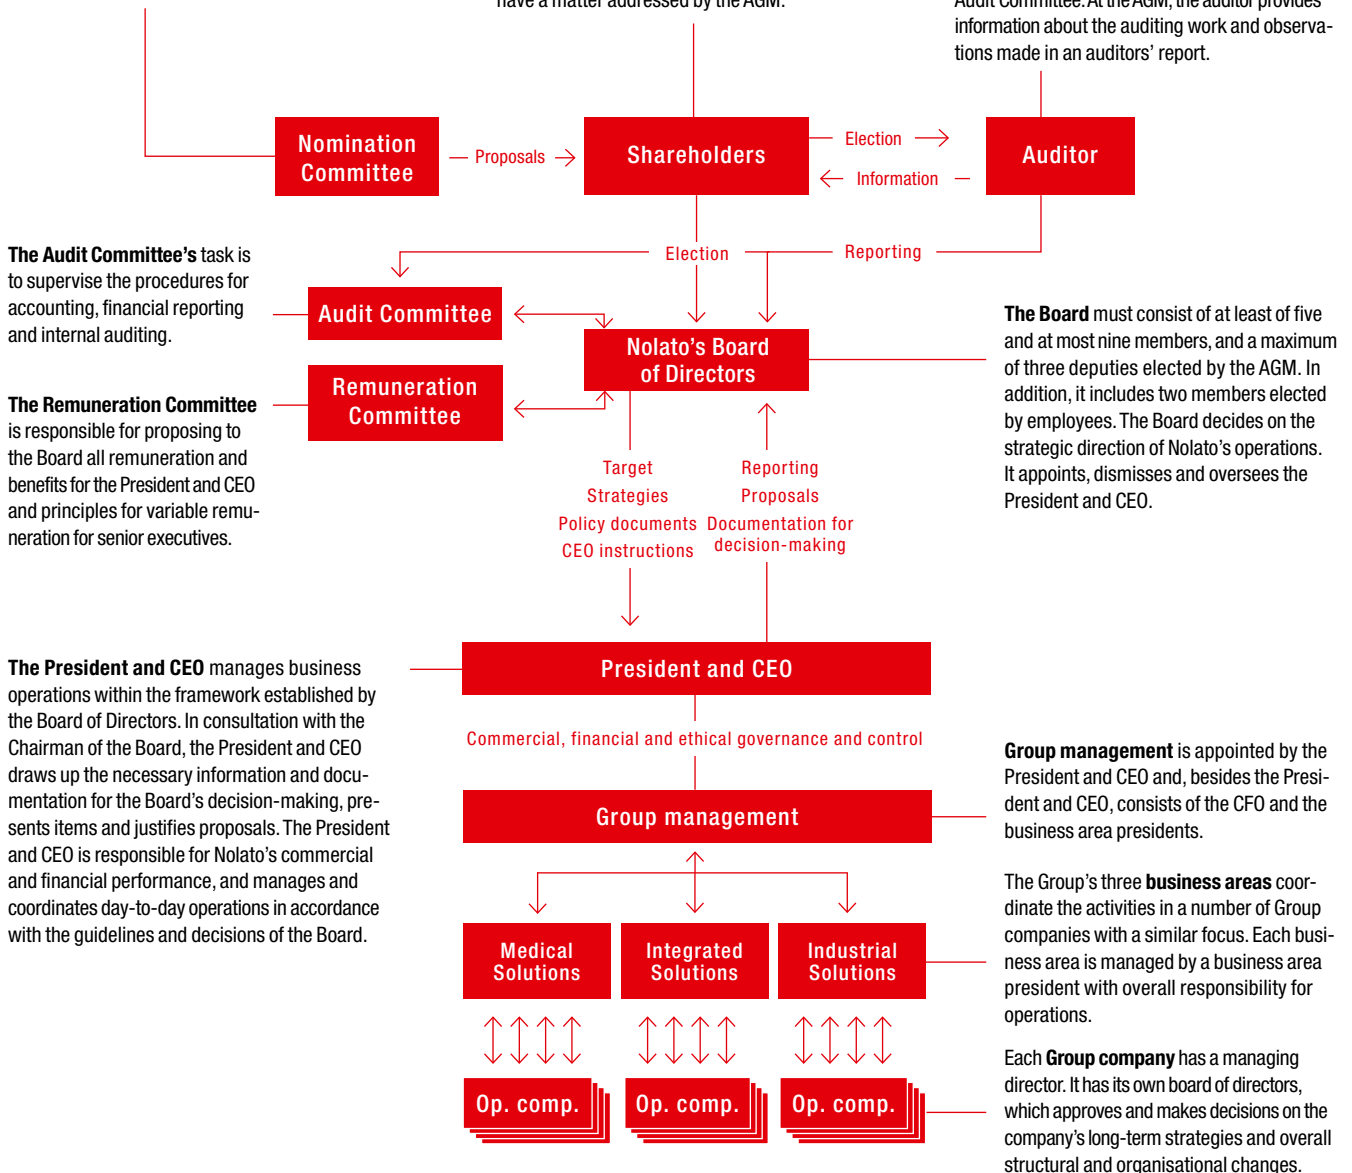 have a matter addressed by the AGM.
Audit Committee. At the AGM, the auditor provides
information about the auditing work and observa-
tions made in an auditors’ report.
Nomination
Committee
Proposals
Shareholders
Election
Information
Auditor
Election
Reporting
The Audit Committee’s task is
to supervise the procedures for
accounting, financial reporting
and internal auditing.
Audit Committee
Nolato’s Board
of Directors
The Board must consist of at least of five
and at most nine members, and a maximum
of three deputies elected by the AGM. In
addition, it includes two members elected
by employees. The Board decides on the
strategic direction of Nolato’s operations.
It appoints, dismisses and oversees the
President and CEO.
Remuneration
Committee
The Remuneration Committee
is responsible for proposing to
the Board all remuneration and
benefits for the President and CEO
and principles for variable remu-
neration for senior executives.
Target
Strategies
Policy documents
CEO instructions
Reporting
Proposals
Documentation for
decision-making
The President and CEO manages business
operations within the framework established by
the Board of Directors. In consultation with the
Chairman of the Board, the President and CEO
draws up the necessary information and docu-
mentation for the Board’s decision-making, pre-
sents items and justifies proposals. The President
and CEO is responsible for Nolato’s commercial
and financial performance, and manages and
coordinates day-to-day operations in accordance
with the guidelines and decisions of the Board.
President and CEO
Commercial, financial and ethical governance and control
Group management
Group management is appointed by the
President and CEO and, besides the Presi-
dent and CEO, consists of the CFO and the
business area presidents.
Medical
Solutions
Integrated
Solutions
Industrial
Solutions
The Group’s three business areas coor-
dinate the activities in a number of Group
companies with a similar focus. Each busi-
ness area is managed by a business area
president with overall responsibility for
operations.
Op. comp.
Op. comp.
Op. comp.
Each Group company has a managing
director. It has its own board of directors,
which approves and makes decisions on the
company’s long-term strategies and overall
structural and organisational changes.